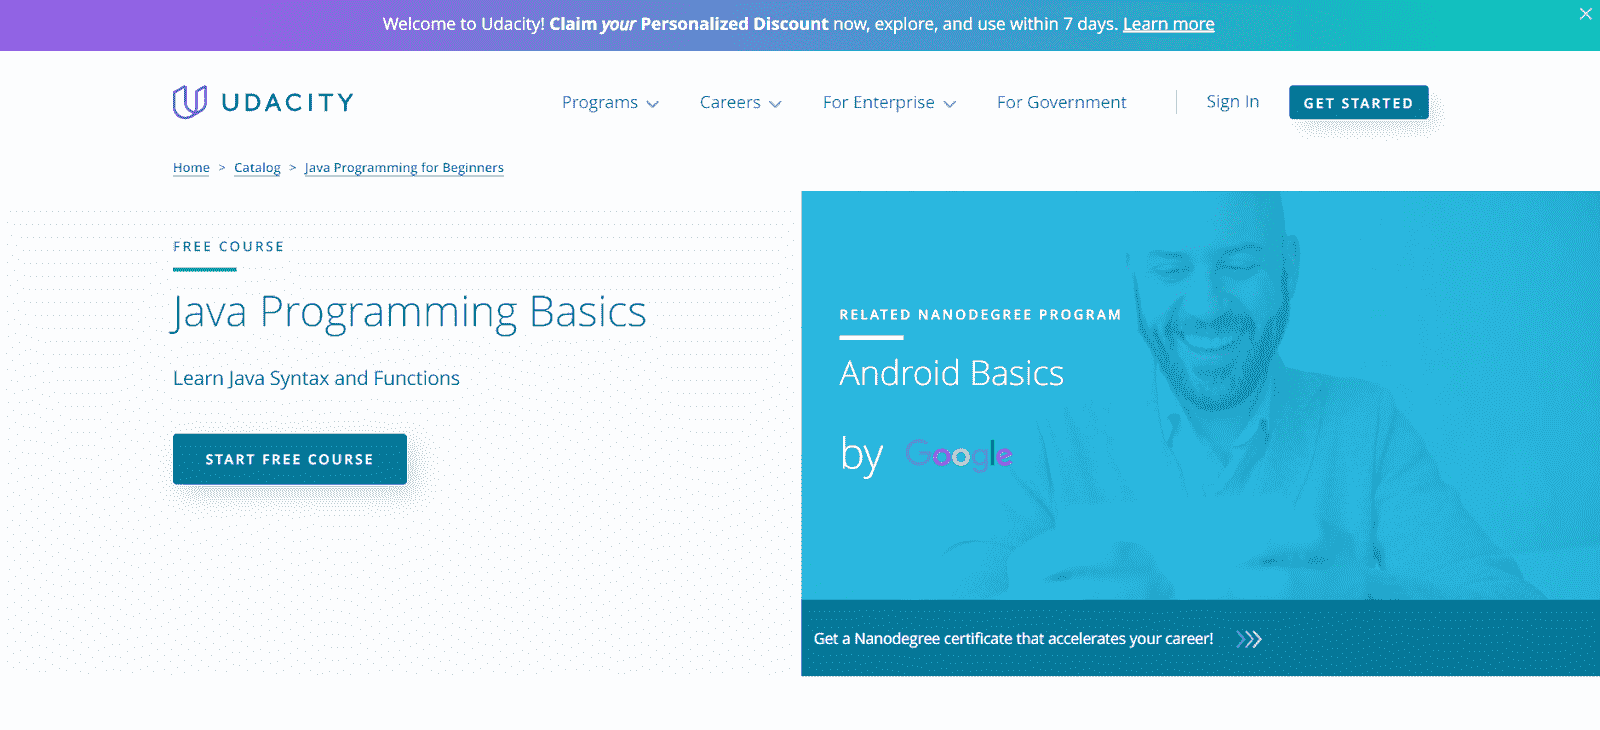 Welcome to Udacity! Claim your Personalized Discount now, explore, and use within 7 days. Learn more
UDACITY
Programs
Careers
For Enterprise
For Government
Sign In
GET STARTED
Home > Catalog > Java Programming for Beginners
FREE COURSE
Java Programming Basics
Learn Java Syntax and Functions
START FREE COURSE
RELATED NANODEGREE PROGRAM
Android Basics
by Google
Get a Nanodegree certificate that accelerates your career!